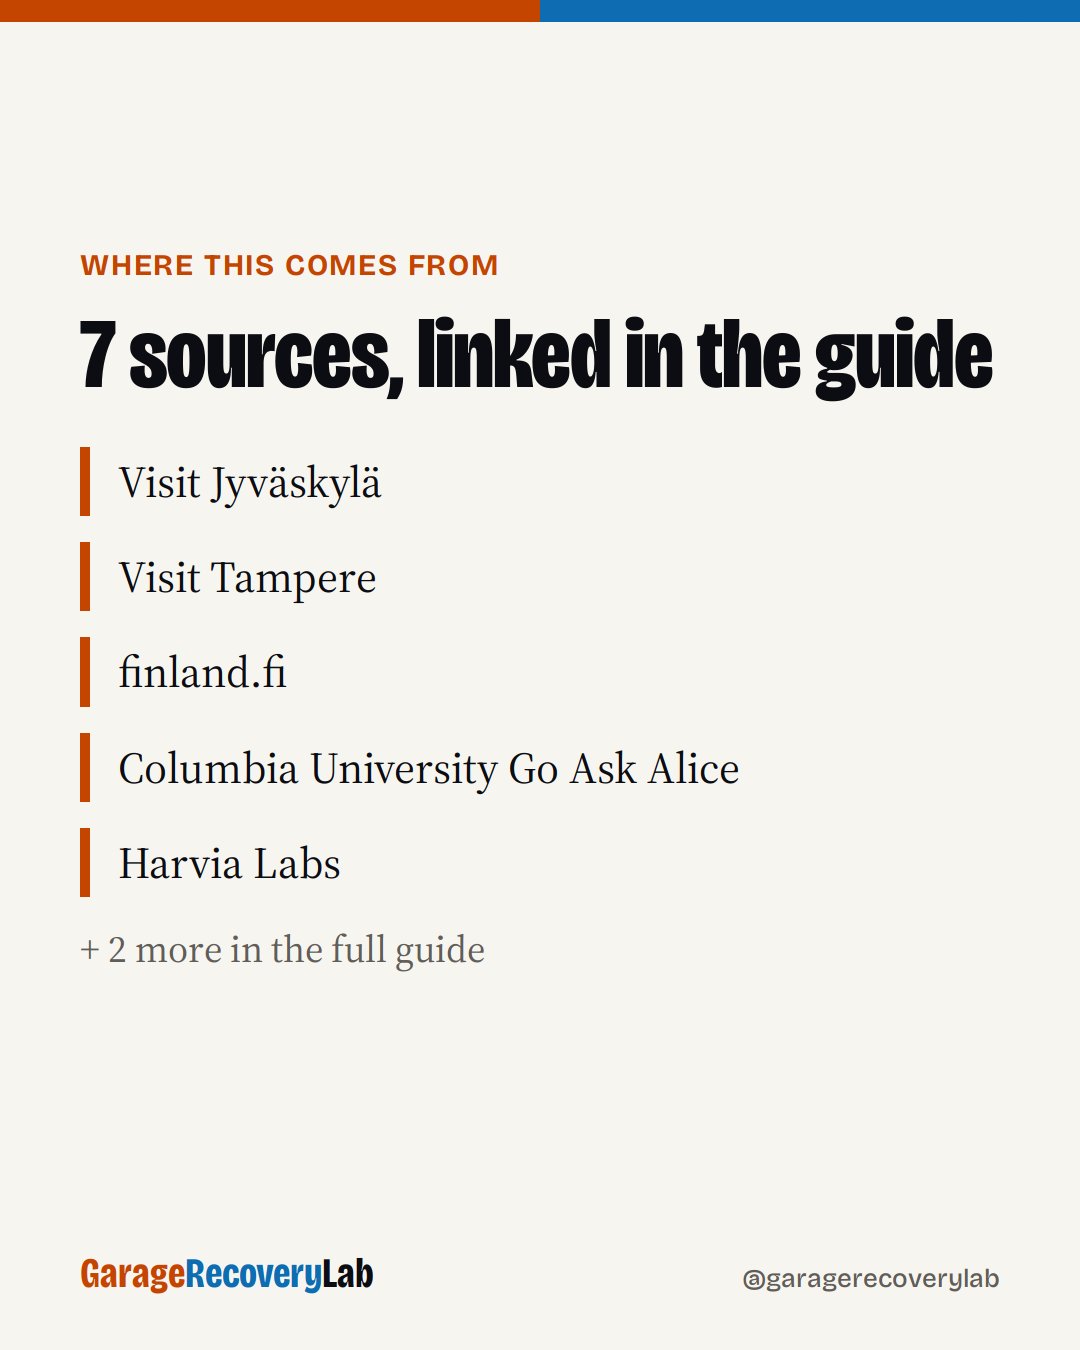 WHERE THIS COMES FROM
7 sources, linked in the guide
Visit Jyväskylä
Visit Tampere
finland.fi
Columbia University Go Ask Alice
Harvia Labs
+ 2 more in the full guide
GarageRecoveryLab
@garagerecoverylab